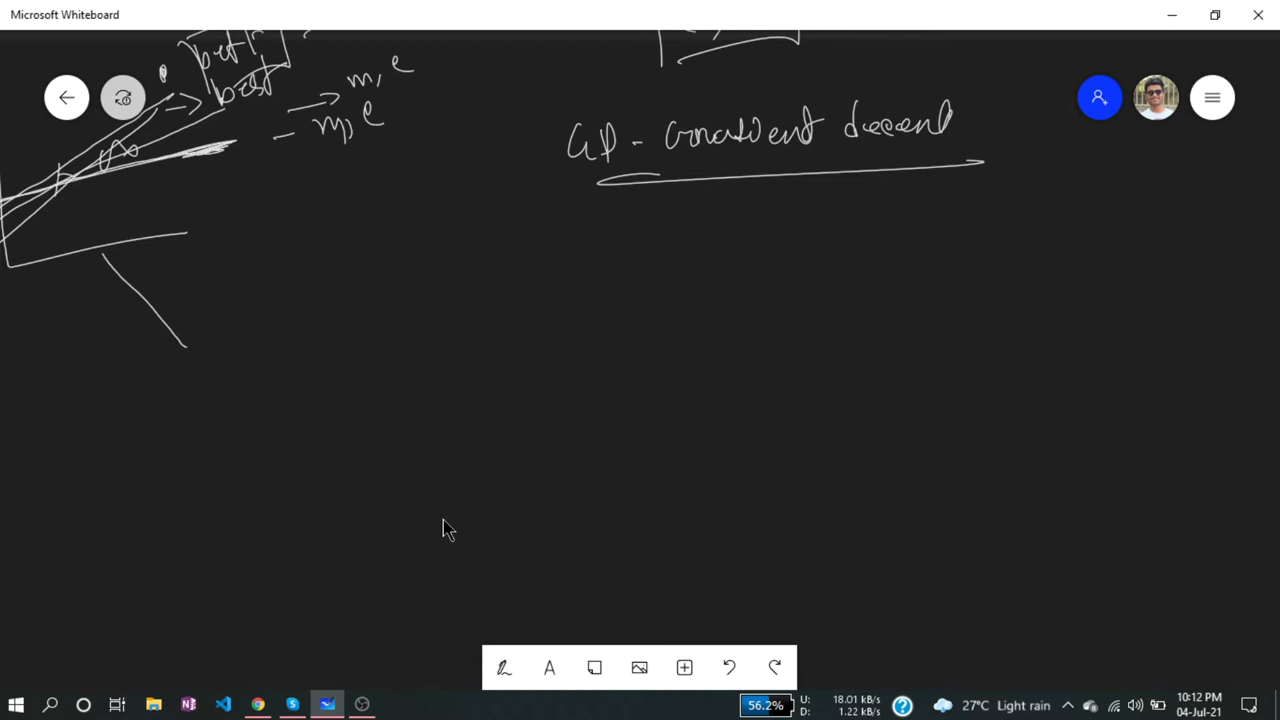 Microsoft Whiteboard
best
m, c
m, c
GD - Gradient descent
A
56.2%
U: 18.01 kB/s
D: 1.22 kB/s
27°C Light rain
10:12 PM
04-Jul-21